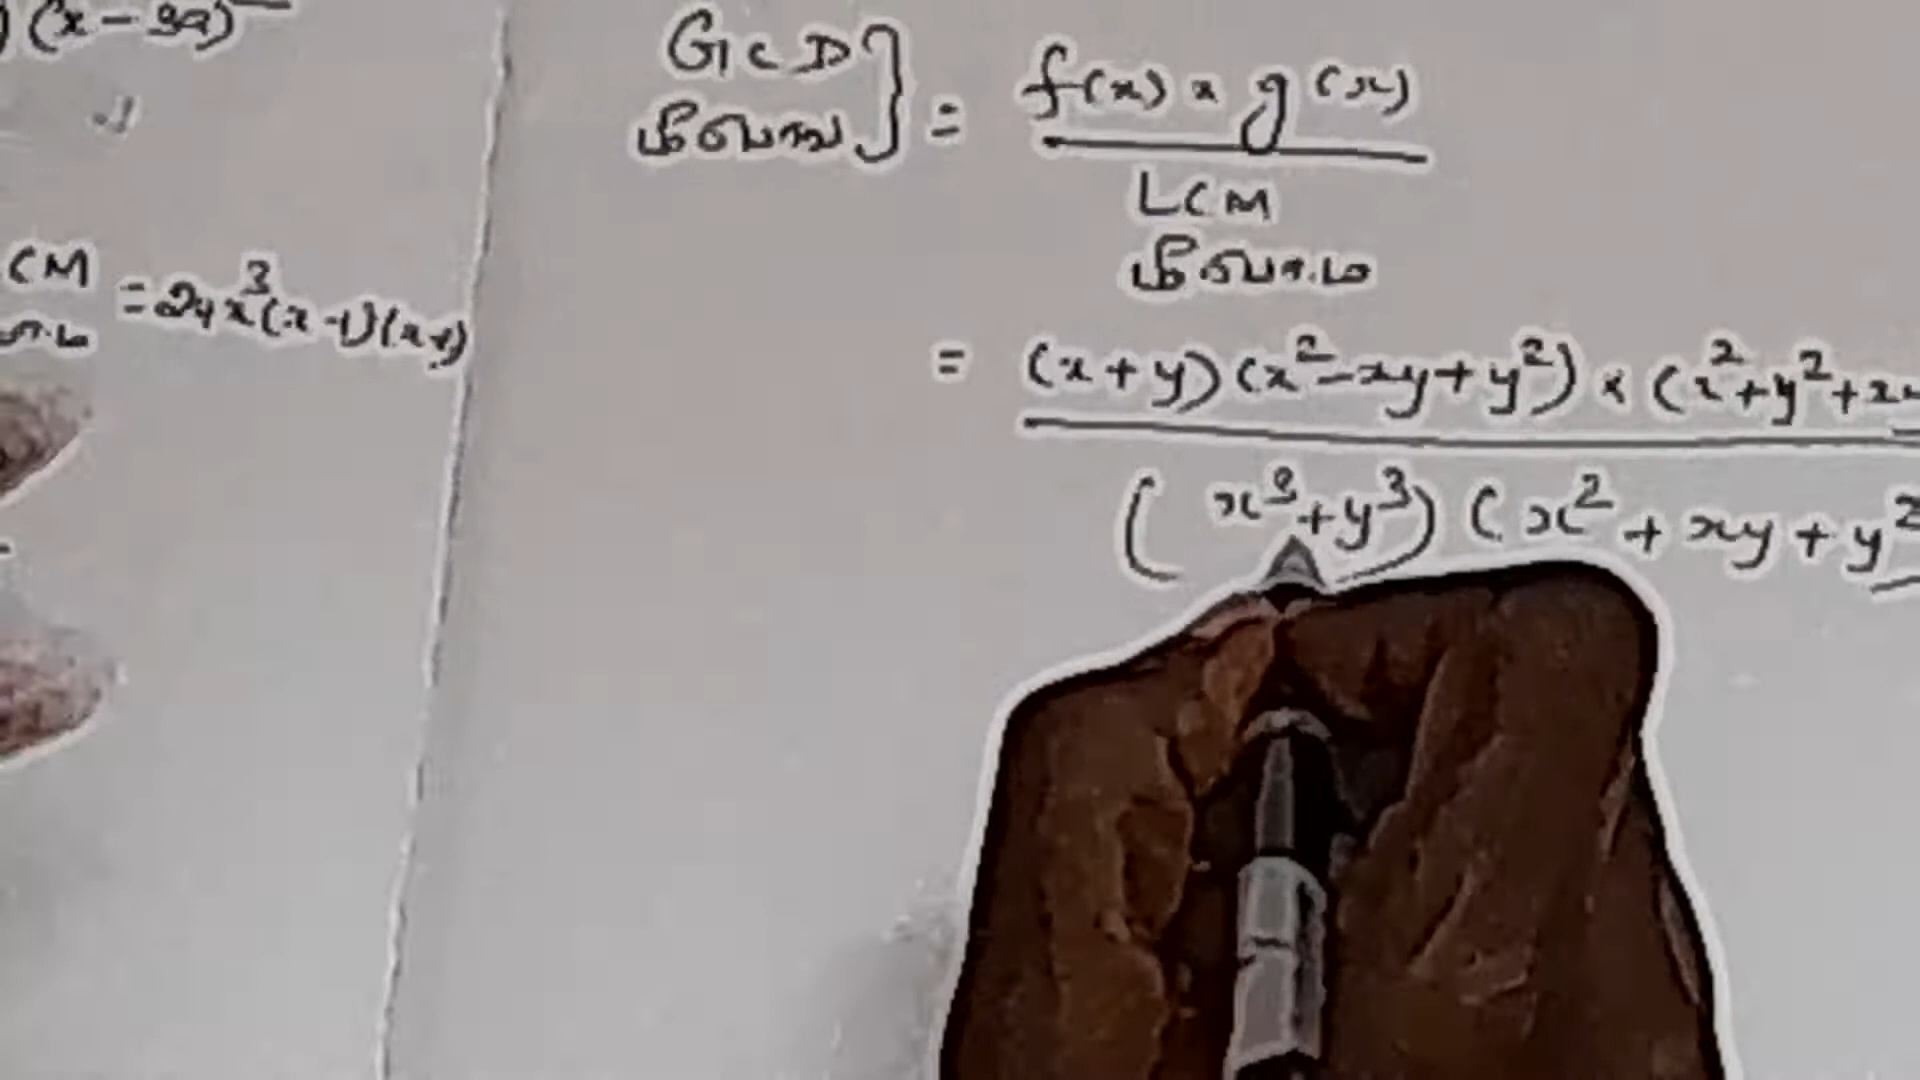 (x-3a)
CM
= 24x³(x-1)(x+1)
GCD
மீபொவ } = f(x) × g(x)
LCM
மீபொ.ம
= (x+y)(x²-xy+y²) × (x²+y²+x
(x³+y³)(x²+xy+y²